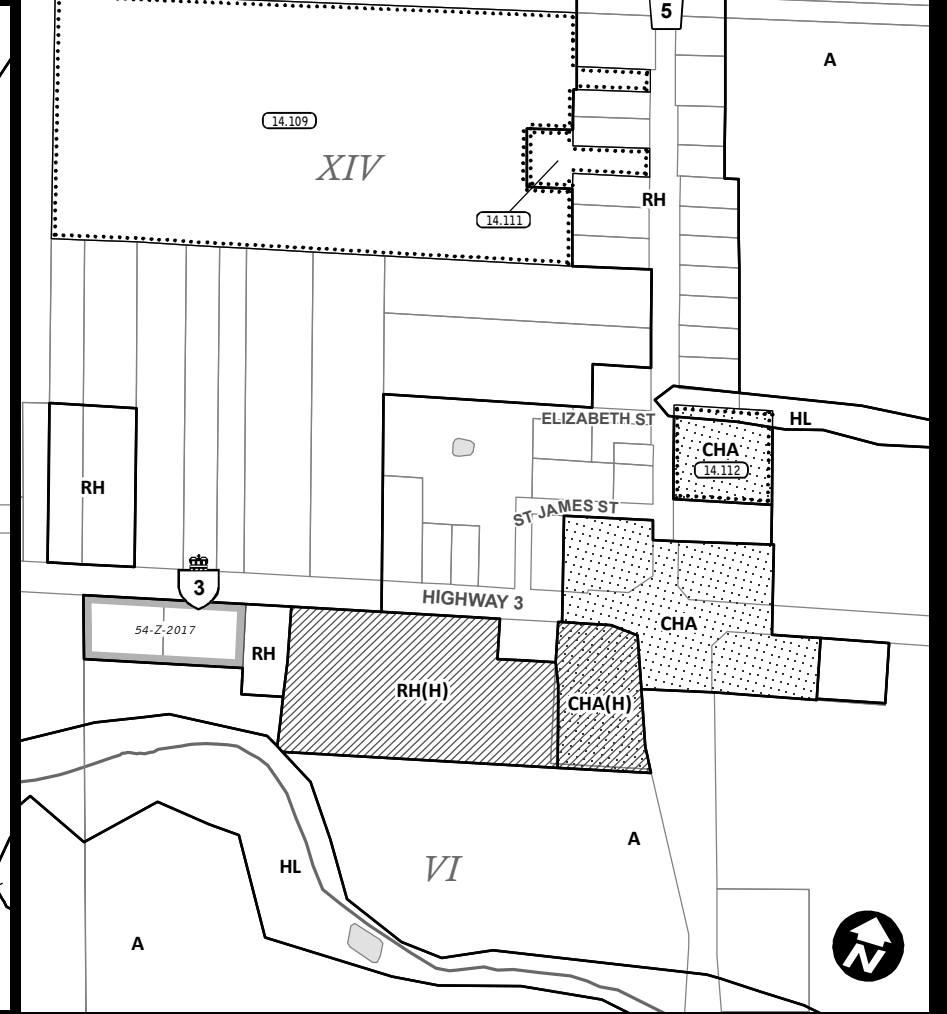 5
A
14.109
XIV
RH
14.111
ELIZABETH ST
HL
CHA
14.112
RH
ST JAMES ST
3
HIGHWAY 3
54-Z-2017
CHA
RH
RH(H)
CHA(H)
A
HL
VI
A
N